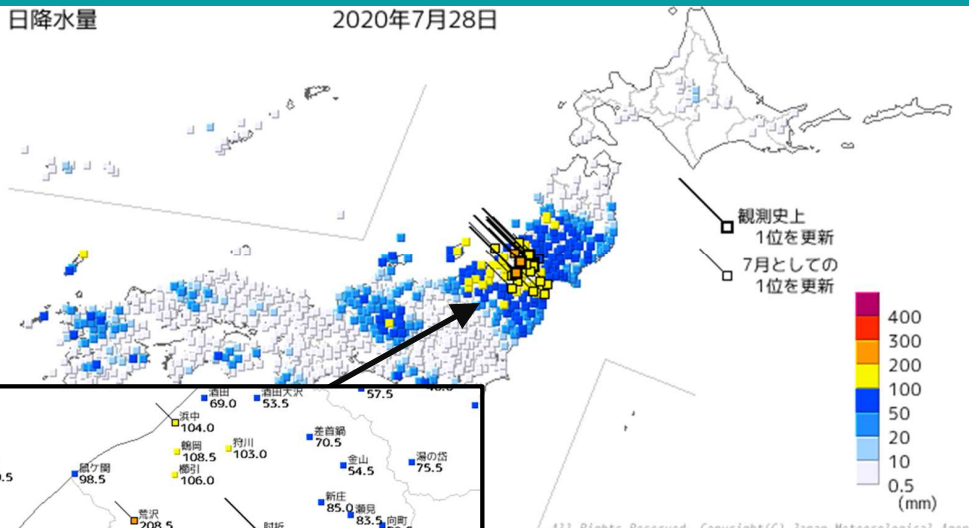 日降水量
2020年7月28日
観測史上
1位を更新
7月としての
1位を更新
400
300
200
100
50
20
10
0.5
(mm)
酒田
69.0
酒田大沢
53.5
57.5
浜中
104.0
鶴岡
108.5
狩川
103.0
櫛引
106.0
鼠ケ関
98.5
差首鍋
70.5
金山
54.5
湯の岱
75.5
新庄
85.0
瀬見
83.5
向町
荒沢
208.5
肘折